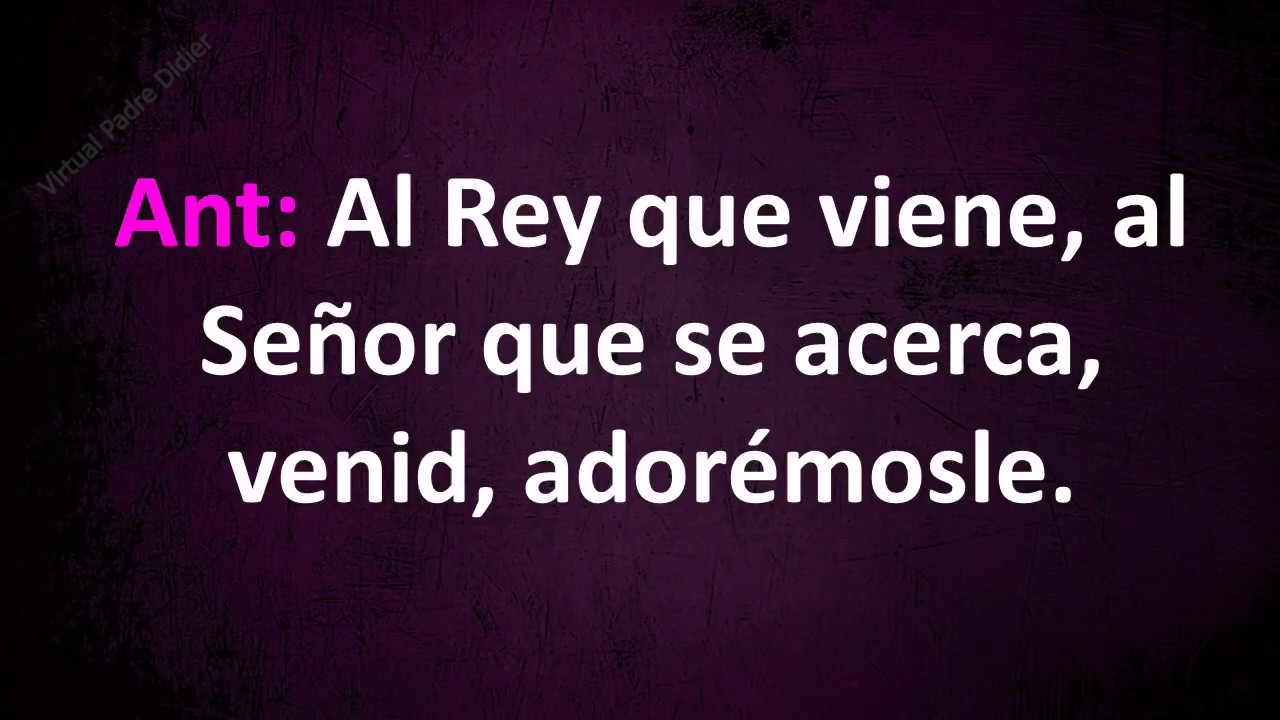 Virtual Padre Didier
Ant: Al Rey que viene, al
Señor que se acerca,
venid, adorémosle.